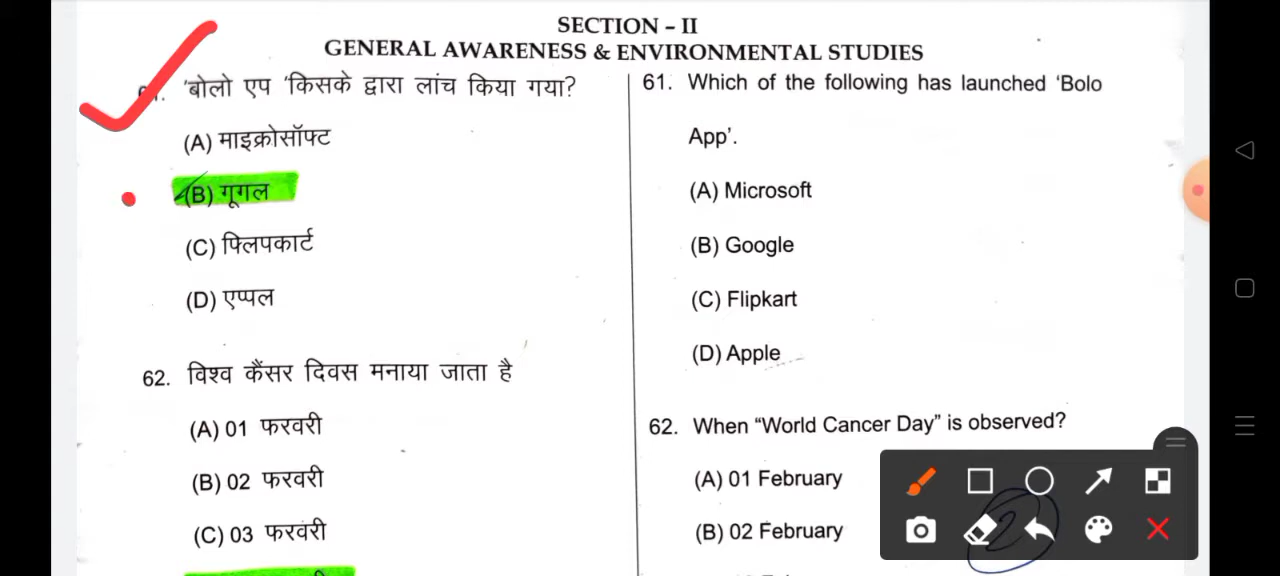 SECTION – II
GENERAL AWARENESS & ENVIRONMENTAL STUDIES
'बोलो एप 'किसके द्वारा लांच किया गया?
(A) माइक्रोसॉफ्ट
(B) गूगल
(C) फ्लिपकार्ट
(D) एप्पल
62. विश्व कैंसर दिवस मनाया जाता है
(A) 01 फरवरी
(B) 02 फरवरी
(C) 03 फरवरी
61. Which of the following has launched ‘Bolo
App’.
(A) Microsoft
(B) Google
(C) Flipkart
(D) Apple
62. When “World Cancer Day” is observed?
(A) 01 February
(B) 02 February